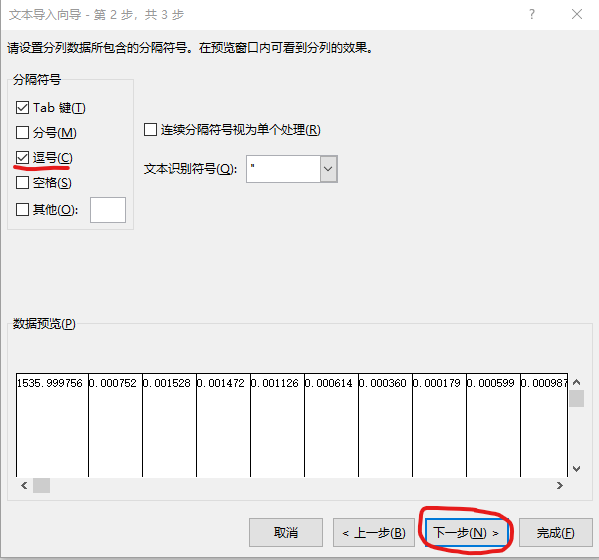 文本导入向导 - 第 2 步，共 3 步
请设置分列数据所包含的分隔符号。在预览窗口内可看到分列的效果。
分隔符号
Tab 键(T)
分号(M)
逗号(C)
空格(S)
其他(O):
连续分隔符号视为单个处理(R)
文本识别符号(Q): "
数据预览(P)
1535.999756 0.000752 0.001528 0.001472 0.001126 0.000614 0.000360 0.000179 0.000599 0.000987
取消 < 上一步(B) 下一步(N) > 完成(F)